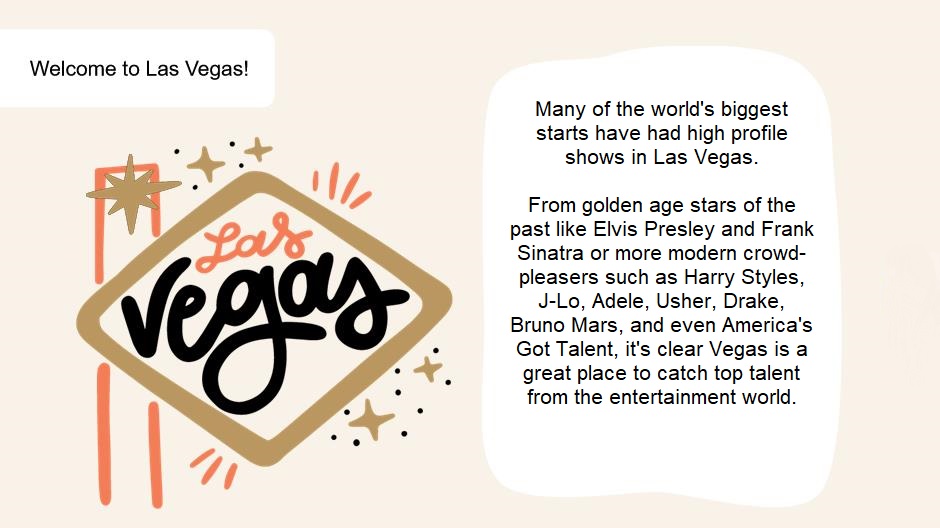 Welcome to Las Vegas!
Las
Vegas
Many of the world's biggest
starts have had high profile
shows in Las Vegas.
From golden age stars of the
past like Elvis Presley and Frank
Sinatra or more modern crowd-
pleasers such as Harry Styles,
J-Lo, Adele, Usher, Drake,
Bruno Mars, and even America's
Got Talent, it's clear Vegas is a
great place to catch top talent
from the entertainment world.